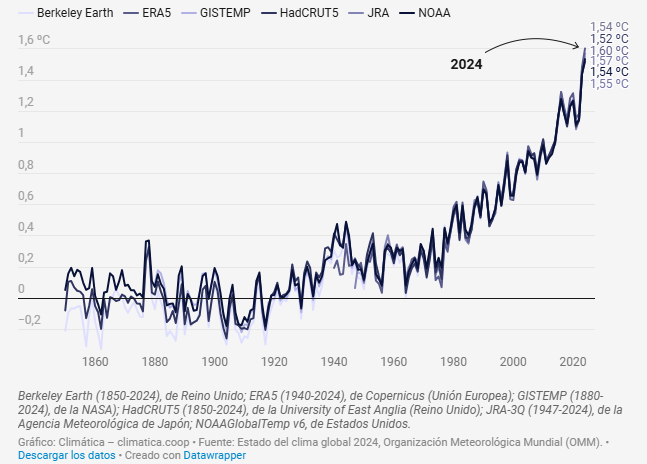 Berkeley Earth ERA5 GISTEMP HadCRUT5 JRA NOAA
1,54 ºC
1,52 ºC
1,60 ºC
1,57 ºC
1,54 ºC
1,55 ºC
2024
1,6 ºC
1,4
1,2
1
0,8
0,6
0,4
0,2
0
−0,2
1860 1880 1900 1920 1940 1960 1980 2000 2020
Berkeley Earth (1850-2024), de Reino Unido; ERA5 (1940-2024), de Copernicus (Unión Europea); GISTEMP (1880-
2024), de la NASA); HadCRUT5 (1850-2024), de la University of East Anglia (Reino Unido); JRA-3Q (1947-2024), de la
Agencia Meteorológica de Japón; NOAAGlobalTemp v6, de Estados Unidos.
Gráfico: Climática – climatica.coop • Fuente: Estado del clima global 2024, Organización Meteorológica Mundial (OMM). •
Descargar los datos • Creado con Datawrapper